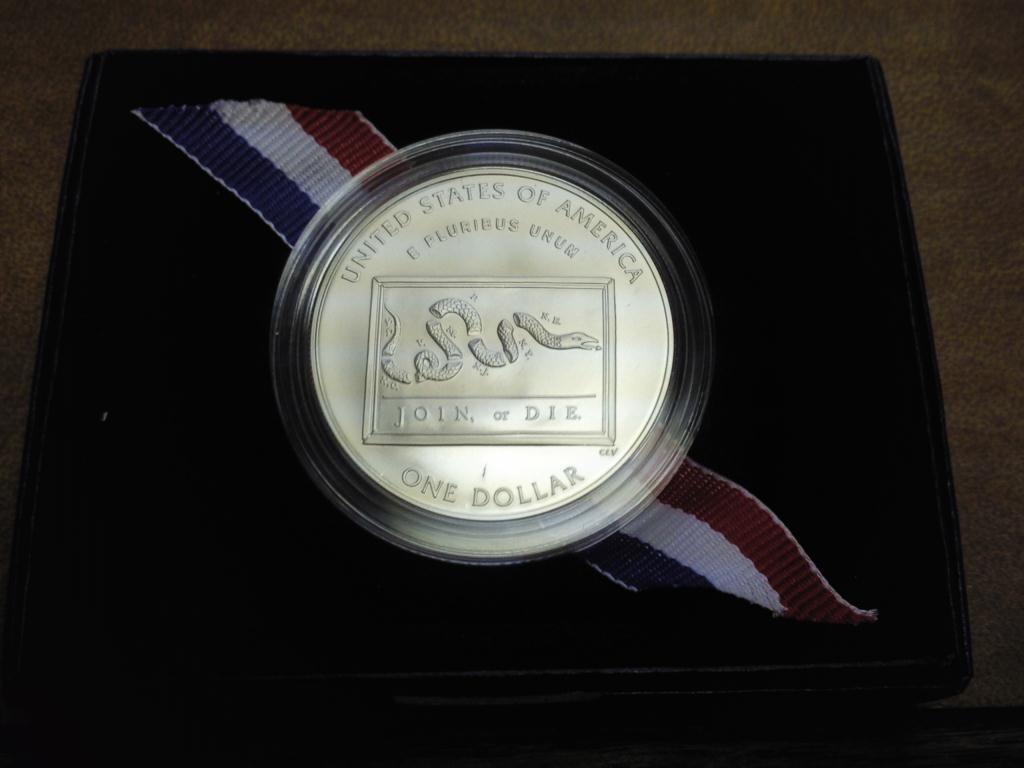 UNITED STATES OF AMERICA
E PLURIBUS UNUM
N.E.
N.Y.
N.J.
JOIN, or DIE.
ONE DOLLAR